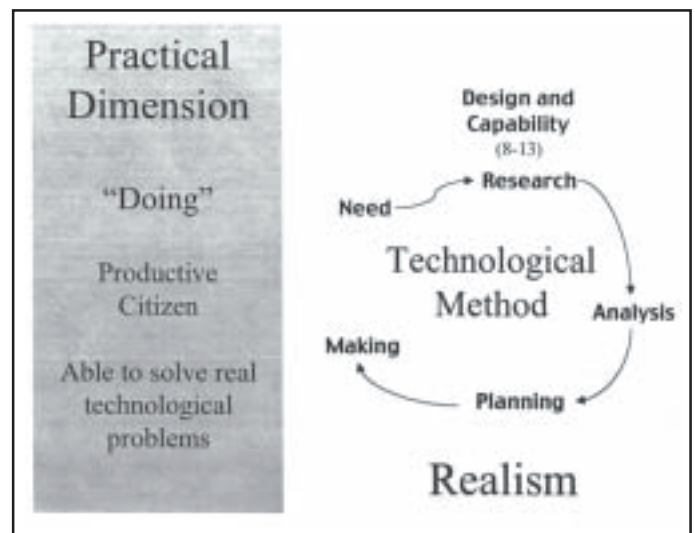 Practical
Dimension
“Doing”
Productive
Citizen
Able to solve real
technological
problems
Design and
Capability
(8-13)
Need
Research
Technological
Method
Analysis
Making
Planning
Realism